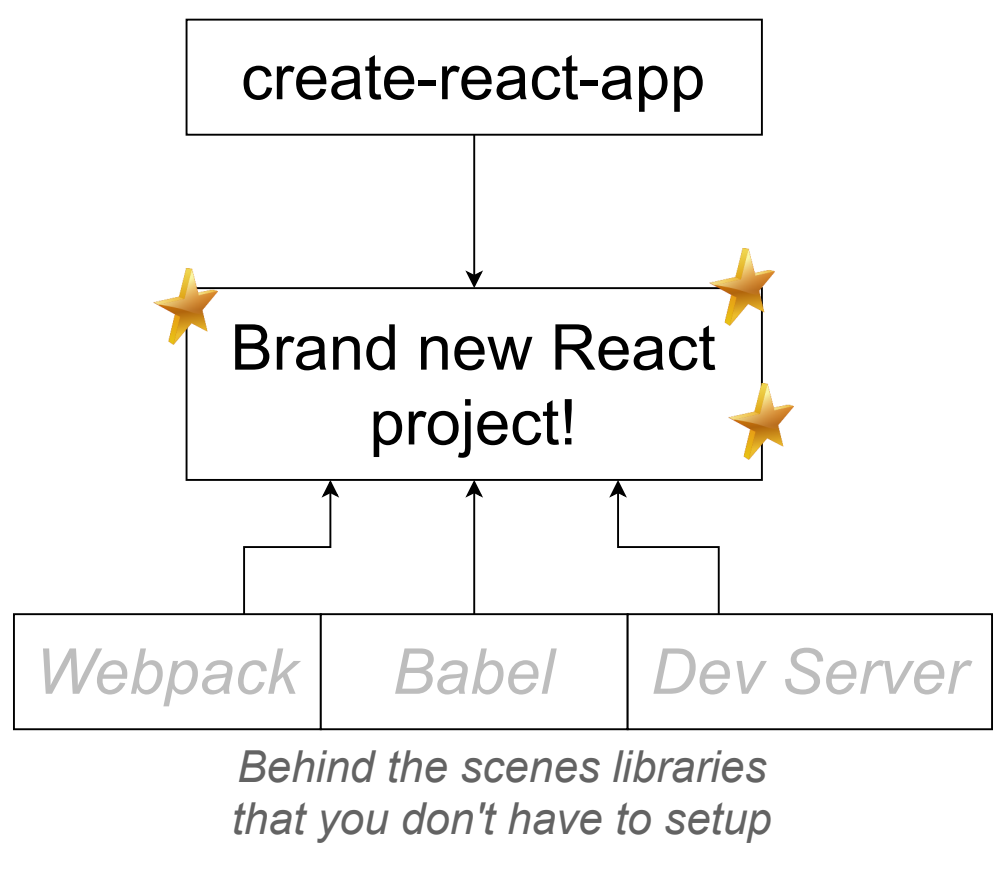 create-react-app
Brand new React
project!
Webpack
Babel
Dev Server
Behind the scenes libraries
that you don't have to setup